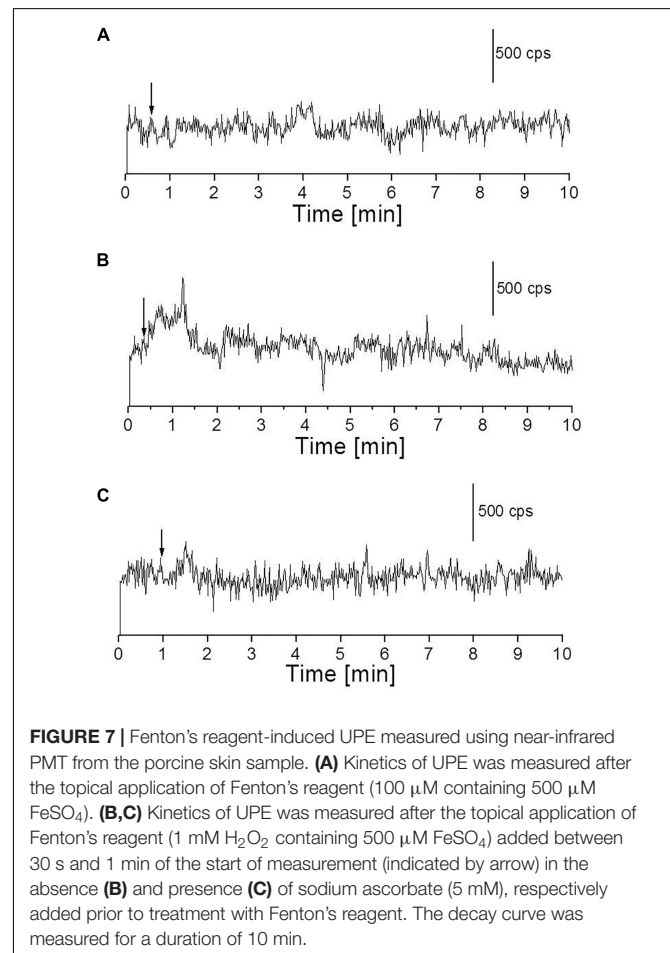 A
500 cps
0 1 2 3 4 5 6 7 8 9 10
Time [min]
B
500 cps
0 1 2 3 4 5 6 7 8 9 10
Time [min]
C
500 cps
0 1 2 3 4 5 6 7 8 9 10
Time [min]
FIGURE 7 | Fenton's reagent-induced UPE measured using near-infrared
PMT from the porcine skin sample. (A) Kinetics of UPE was measured after
the topical application of Fenton's reagent (100 μM containing 500 μM
FeSO₄). (B,C) Kinetics of UPE was measured after the topical application of
Fenton's reagent (1 mM H₂O₂ containing 500 μM FeSO₄) added between
30 s and 1 min of the start of measurement (indicated by arrow) in the
absence (B) and presence (C) of sodium ascorbate (5 mM), respectively
added prior to treatment with Fenton's reagent. The decay curve was
measured for a duration of 10 min.